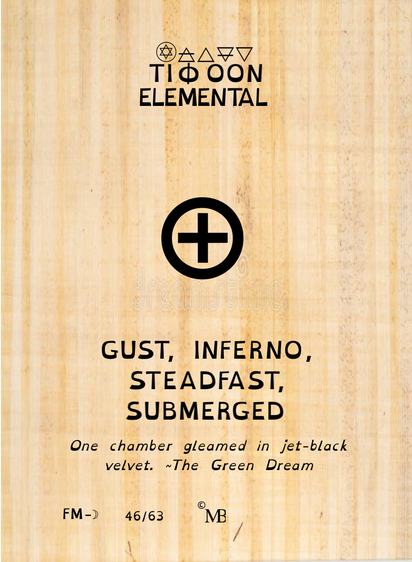 TIΦOON
ELEMENTAL
GUST, INFERNO,
STEADFAST,
SUBMERGED
One chamber gleamed in jet-black
velvet. ~The Green Dream
FM-☽ 46/63 © MB